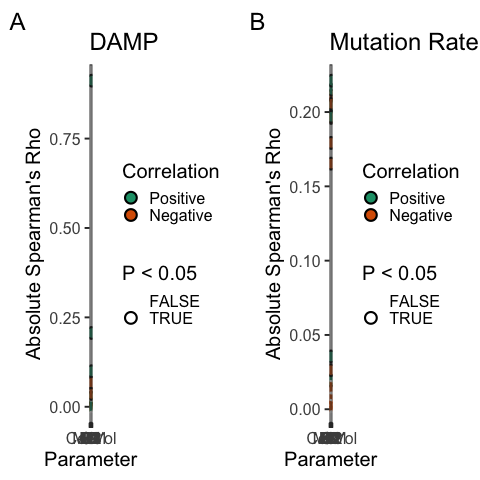 A
B
DAMP
Mutation Rate
Absolute Spearman's Rho
0.75
0.50
0.25
0.00
Correlation
Positive
Negative
P < 0.05
FALSE
TRUE
Parameter
Absolute Spearman's Rho
0.20
0.15
0.10
0.05
0.00
Correlation
Positive
Negative
P < 0.05
FALSE
TRUE
Parameter